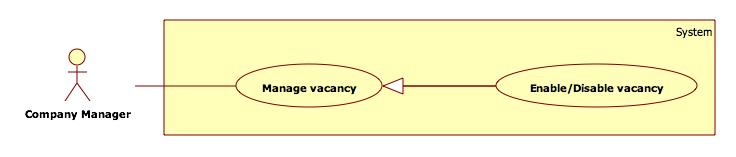 System
Manage vacancy
Enable/Disable vacancy
Company Manager